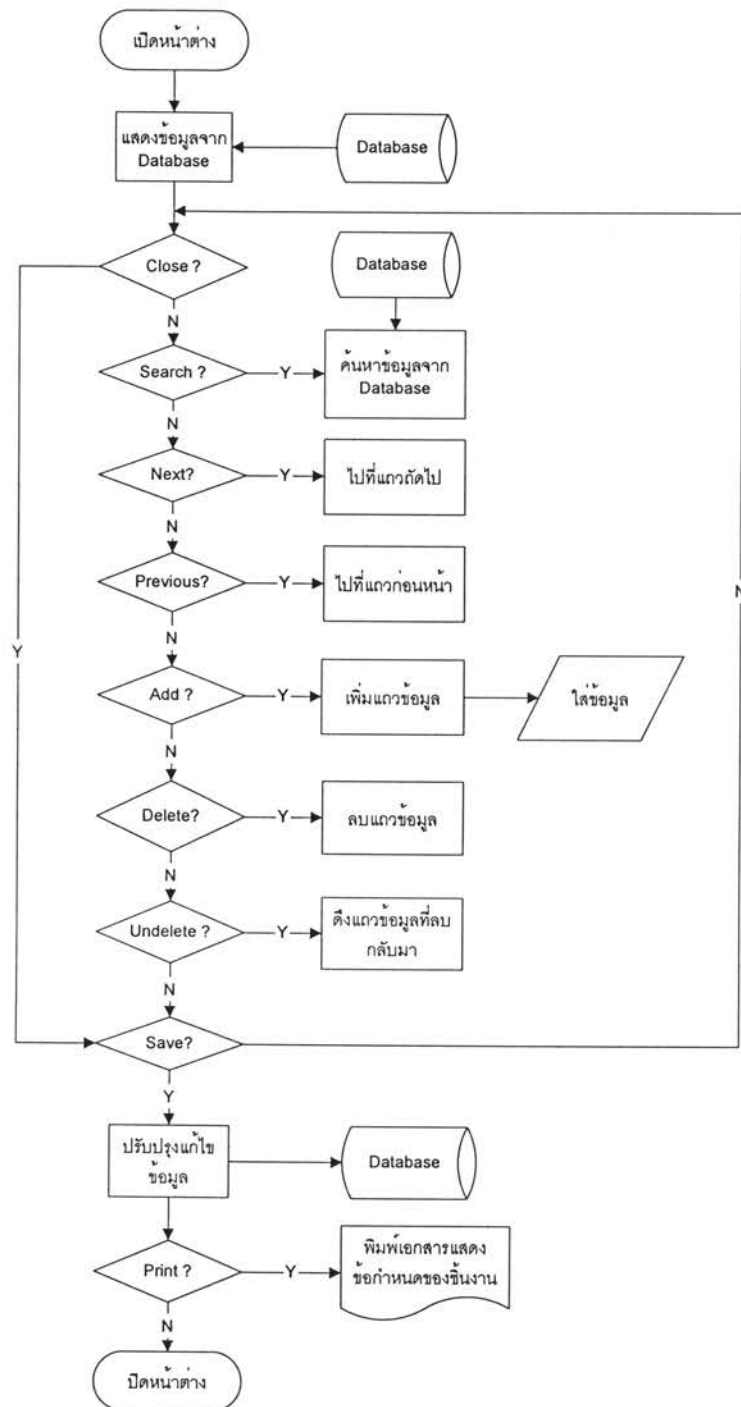 เปิดหน้าต่าง
แสดงข้อมูลจาก
Database
Database
Close ?
Database
N
Search ?
Y
ค้นหาข้อมูลจาก
Database
N
Next?
Y
ไปที่แถวถัดไป
N
Previous?
Y
ไปที่แถวก่อนหน้า
N
N
Y
Add ?
Y
เพิ่มแถวข้อมูล
ใส่ข้อมูล
N
Delete?
Y
ลบแถวข้อมูล
N
Undelete ?
Y
ดึงแถวข้อมูลที่ลบ
กลับมา
N
Save?
Y
ปรับปรุงแก้ไข
ข้อมูล
Database
Print ?
Y
พิมพ์เอกสารแสดง
ข้อกำหนดของชิ้นงาน
N
ปิดหน้าต่าง